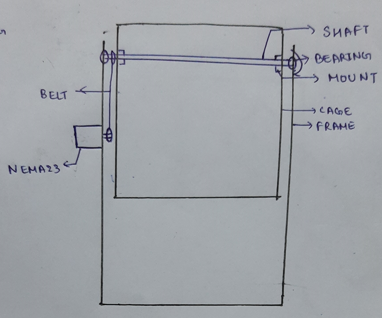 SHAFT
BEARING
MOUNT
BELT
CAGE
FRAME
NEMA23